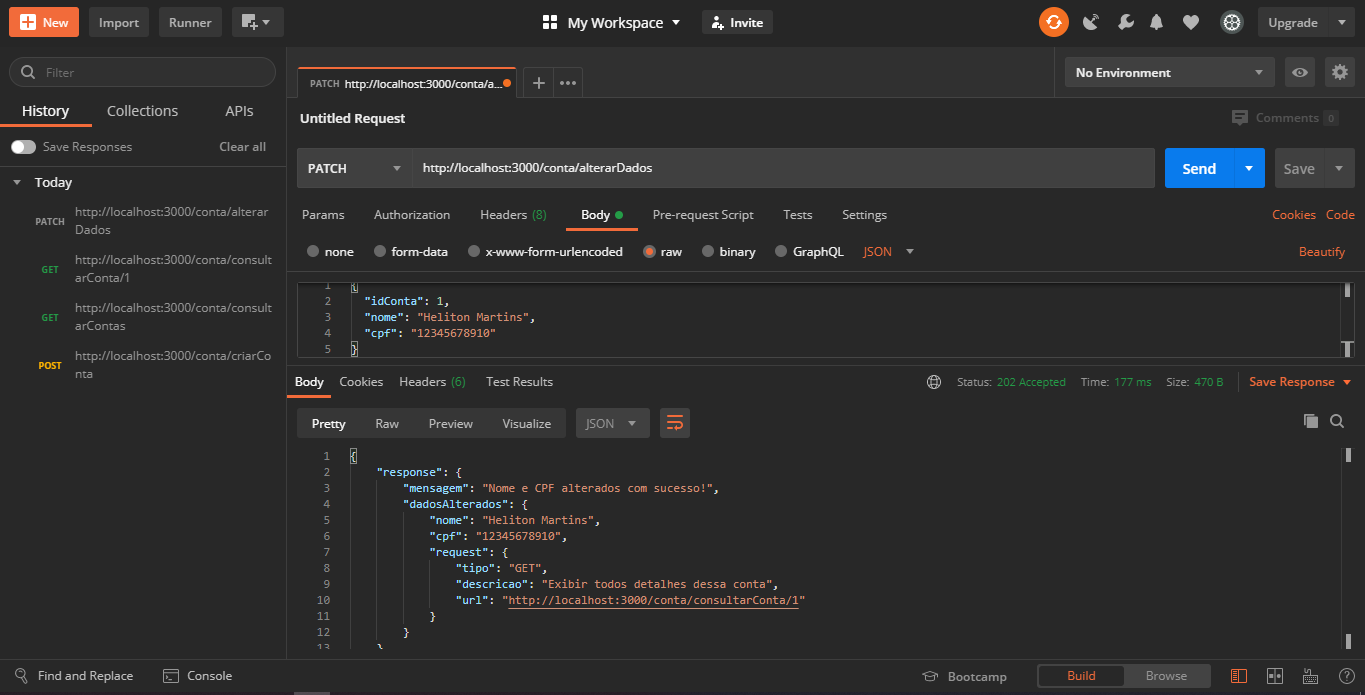 New Import Runner My Workspace Invite Upgrade
Filter
PATCH http://localhost:3000/conta/a... No Environment
History Collections APIs
Untitled Request Comments 0
Save Responses Clear all
PATCH http://localhost:3000/conta/alterarDados Send Save
Today
PATCH http://localhost:3000/conta/alterar
Dados
GET http://localhost:3000/conta/consult
arConta/1
GET http://localhost:3000/conta/consult
arContas
POST http://localhost:3000/conta/criarCo
nta
Params Authorization Headers (8) Body Pre-request Script Tests Settings Cookies Code
none form-data x-www-form-urlencoded raw binary GraphQL JSON Beautify
1 {
2 "idConta": 1,
3 "nome": "Heliton Martins",
4 "cpf": "12345678910"
5 }
Body Cookies Headers (6) Test Results Status: 202 Accepted Time: 177 ms Size: 470 B Save Response
Pretty Raw Preview Visualize JSON
1 {
2 "response": {
3 "mensagem": "Nome e CPF alterados com sucesso!",
4 "dadosAlterados": {
5 "nome": "Heliton Martins",
6 "cpf": "12345678910",
7 "request": {
8 "tipo": "GET",
9 "descricao": "Exibir todos detalhes dessa conta",
10 "url": "http://localhost:3000/conta/consultarConta/1"
11 }
12 }
13 }
Find and Replace Console Bootcamp Build Browse